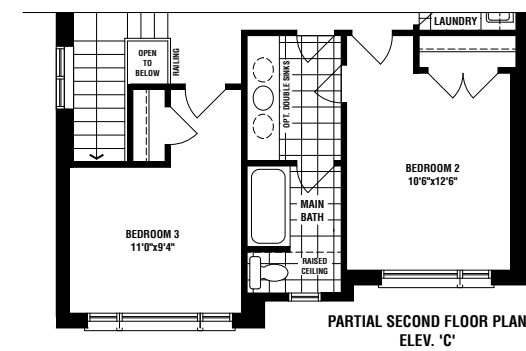 LAUNDRY
OPEN
TO
BELOW
RAILING
OPT. DOUBLE SINKS
BEDROOM 2
10'6"x12'6"
MAIN
BATH
BEDROOM 3
11'0"x9'4"
RAISED
CEILING
PARTIAL SECOND FLOOR PLAN
ELEV. 'C'